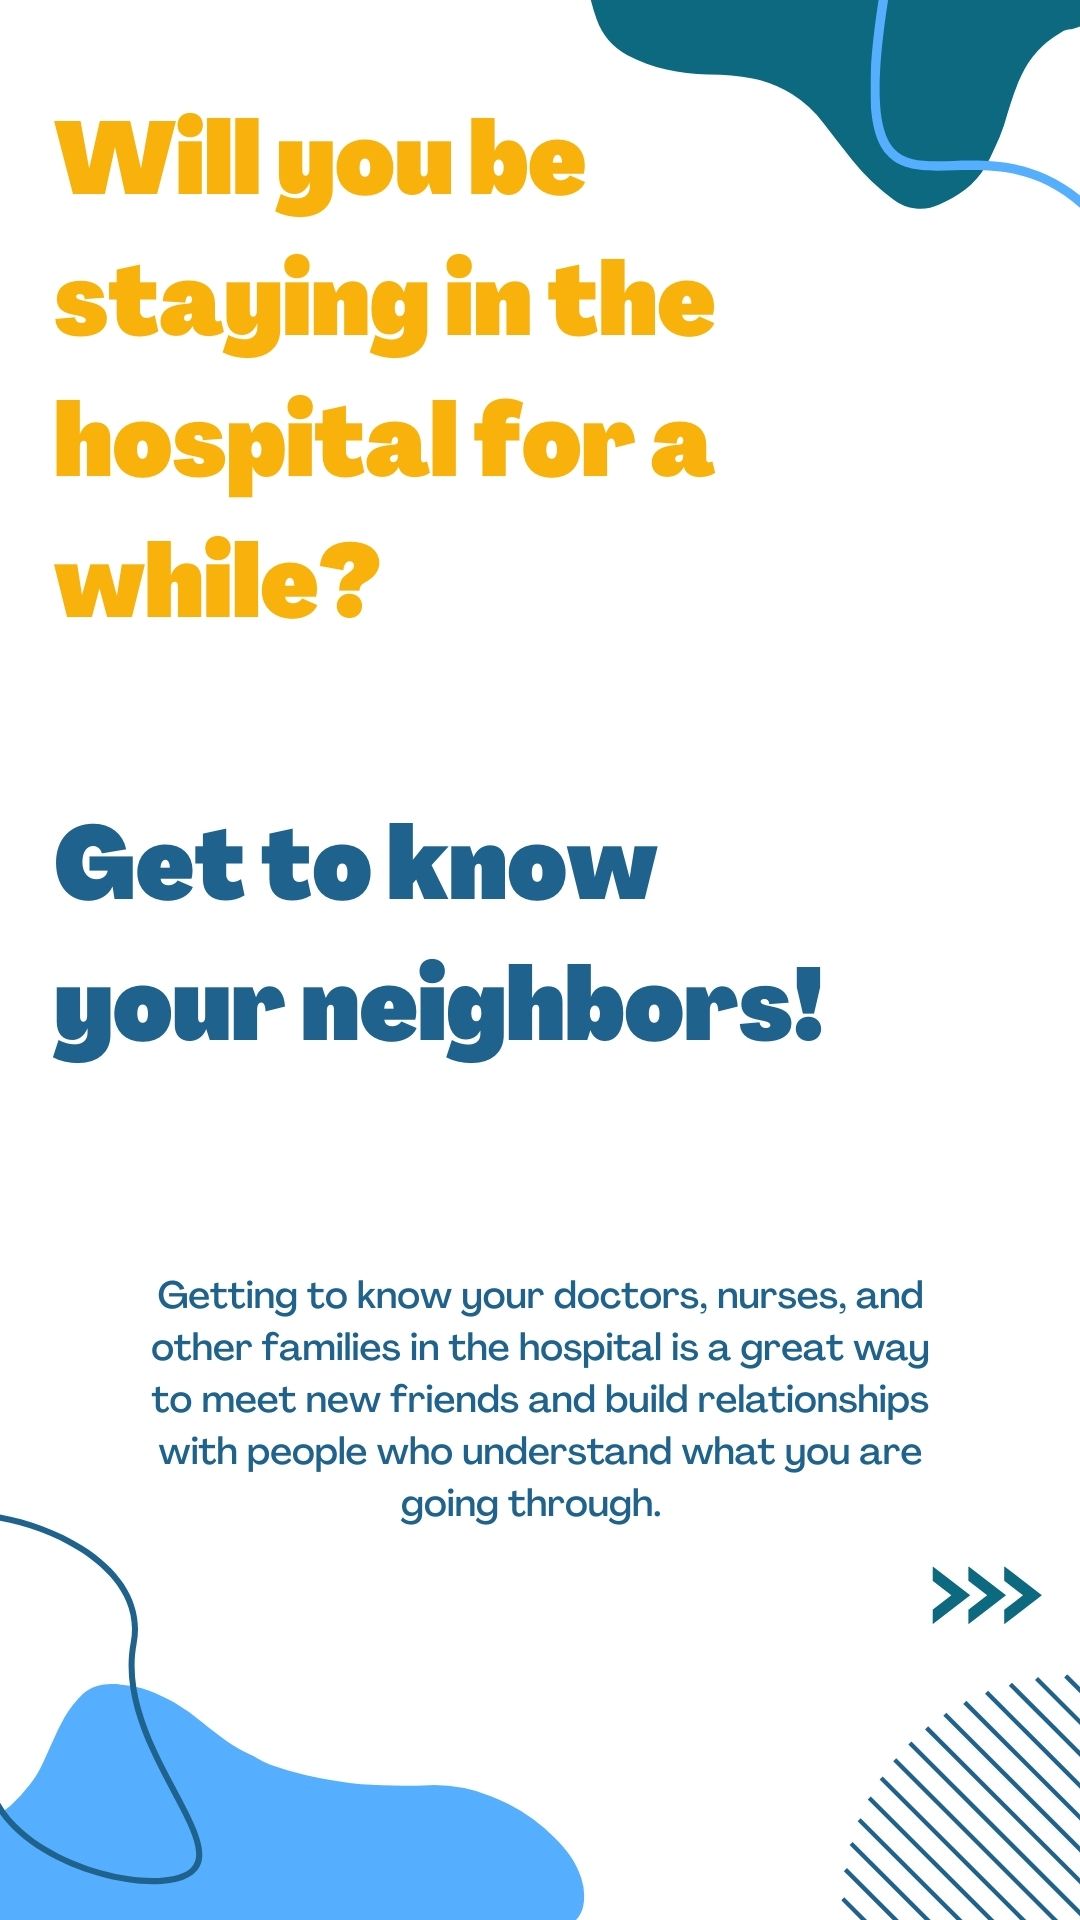 Will you be
staying in the
hospital for a
while?
Get to know
your neighbors!
Getting to know your doctors, nurses, and
other families in the hospital is a great way
to meet new friends and build relationships
with people who understand what you are
going through.